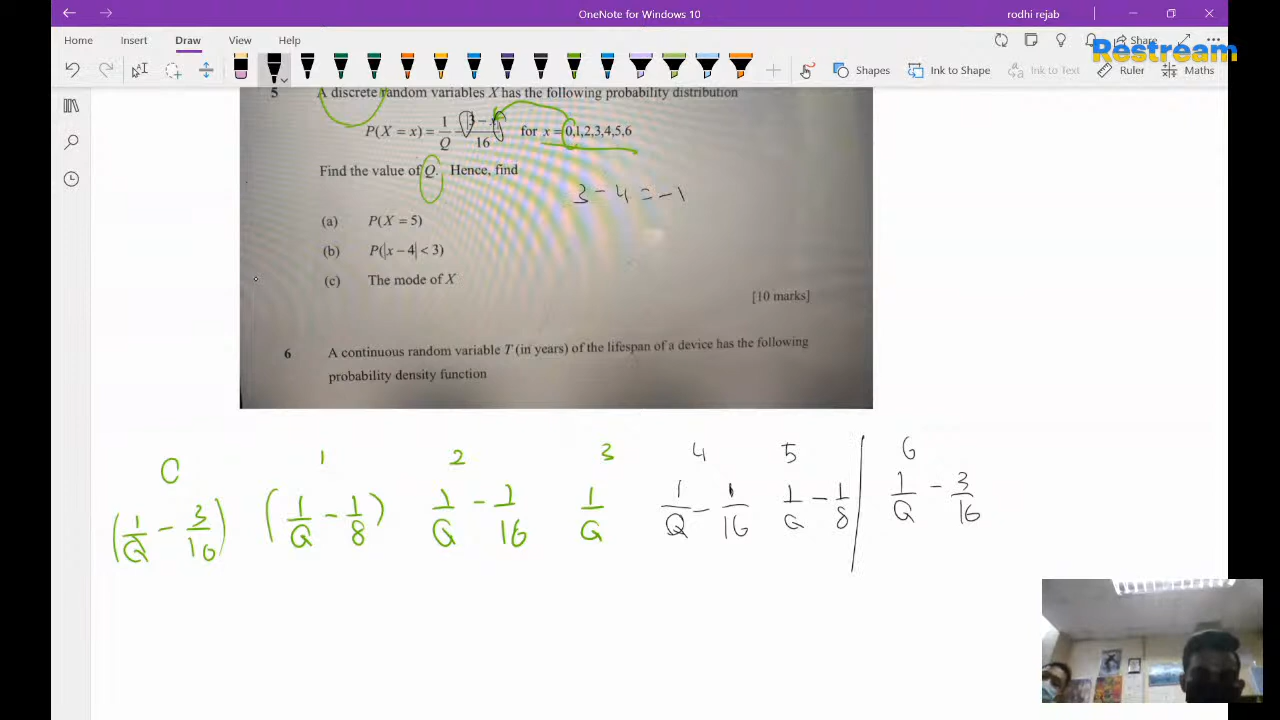 OneNote for Windows 10
rodhi rejab
Home Insert Draw View Help
Share
Restream
Shapes Ink to Shape Ink to Text Ruler Maths
5 A discrete random variables X has the following probability distribution
P(X = x) = 1/Q - |3 - x|/16 for x = 0,1,2,3,4,5,6
Find the value of Q. Hence, find
3 - 4 = -1
(a) P(X = 5)
(b) P(|x - 4| < 3)
(c) The mode of X
[10 marks]
6 A continuous random variable T (in years) of the lifespan of a device has the following
probability density function
0 1 2 3 4 5 6
(1/Q - 3/16) (1/Q - 1/8) 1/Q - 1/16 1/Q 1/Q - 1/16 1/Q - 1/8 1/Q - 3/16